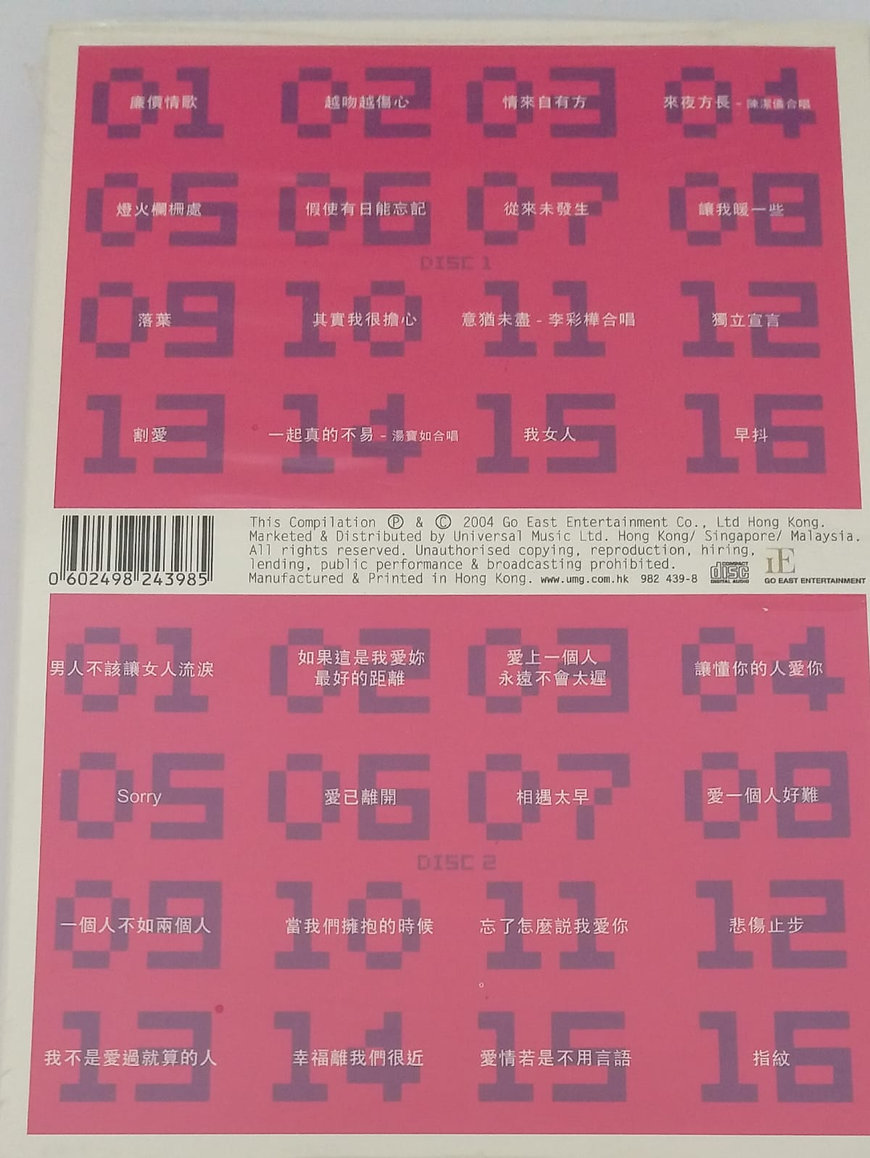 01 廉價情歌
02 越吻越傷心
03 情來自有方
04 來夜方長 - 陳潔儀合唱
05 燈火欄柵處
06 假使有日能忘記
07 從來未發生
08 讓我暖一些
DISC 1
09 落葉
10 其實我很擔心
11 意猶未盡 - 李彩樺合唱
12 獨立宣言
13 割愛
14 一起真的不易 - 湯寶如合唱
15 我女人
16 早抖
0 602498 243985
This Compilation Ⓟ & © 2004 Go East Entertainment Co., Ltd Hong Kong.
Marketed & Distributed by Universal Music Ltd. Hong Kong/ Singapore/ Malaysia.
All rights reserved. Unauthorised copying, reproduction, hiring,
lending, public performance & broadcasting prohibited.
Manufactured & Printed in Hong Kong. www.umg.com.hk 982 439-8
COMPACT disc DIGITAL AUDIO
GO EAST ENTERTAINMENT
01 男人不該讓女人流淚
02 如果這是我愛妳
最好的距離
03 愛上一個人
永遠不會太遲
04 讓懂你的人愛你
05 Sorry
06 愛已離開
07 相遇太早
08 愛一個人好難
DISC 2
09 一個人不如兩個人
10 當我們擁抱的時候
11 忘了怎麼説我愛你
12 悲傷止步
13 我不是愛過就算的人
14 幸福離我們很近
15 愛情若是不用言語
16 指紋